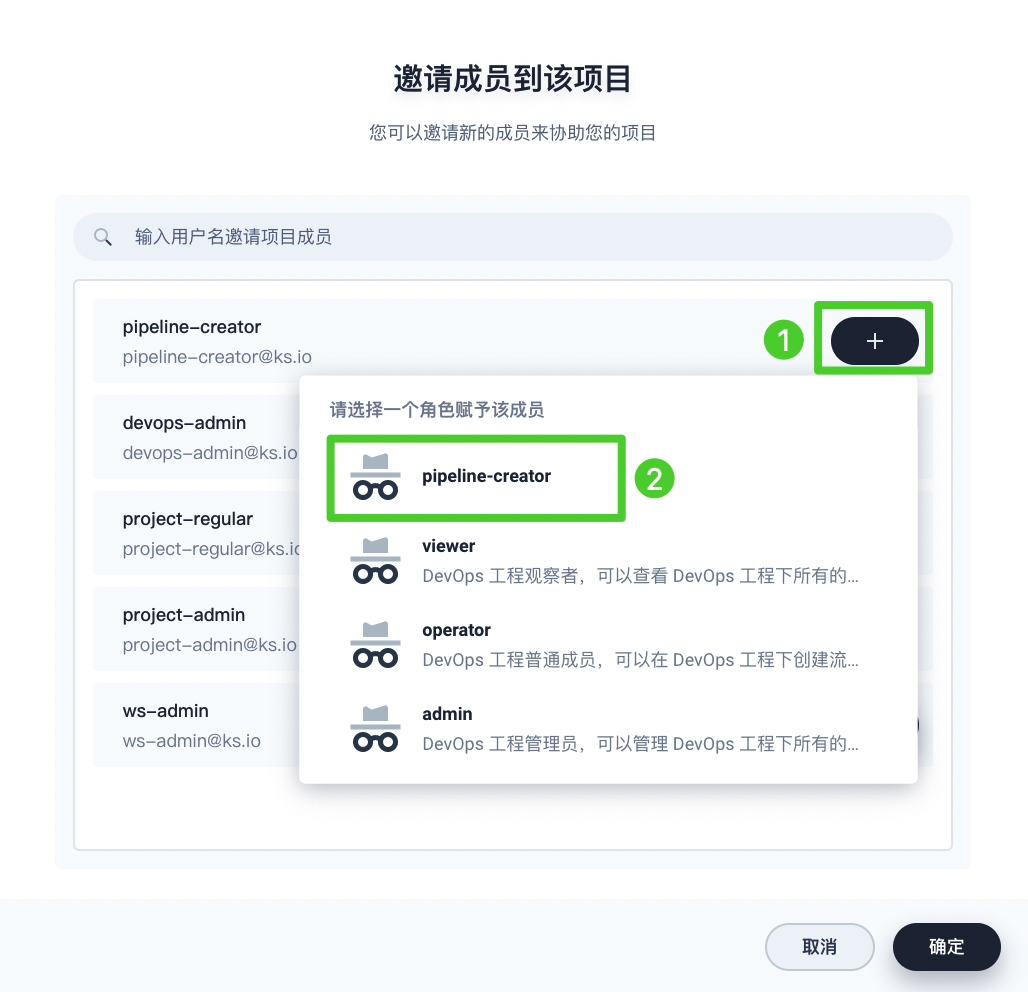 邀请成员到该项目
您可以邀请新的成员来协助您的项目
输入用户名邀请项目成员
pipeline-creator
pipeline-creator@ks.io
1
+
请选择一个角色赋予该成员
pipeline-creator
2
viewer
DevOps 工程观察者，可以查看 DevOps 工程下所有的...
operator
DevOps 工程普通成员，可以在 DevOps 工程下创建流...
admin
DevOps 工程管理员，可以管理 DevOps 工程下所有的...
devops-admin
devops-admin@ks.io
project-regular
project-regular@ks.io
project-admin
project-admin@ks.io
ws-admin
ws-admin@ks.io
取消
确定